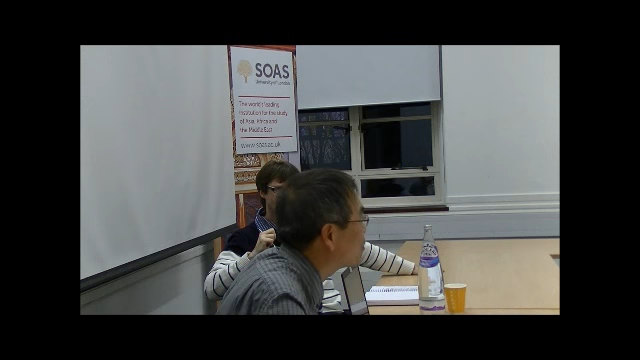 SOAS
University of London
The world's leading
institution for the study
of Asia, Africa and
the Middle East
www.soas.ac.uk